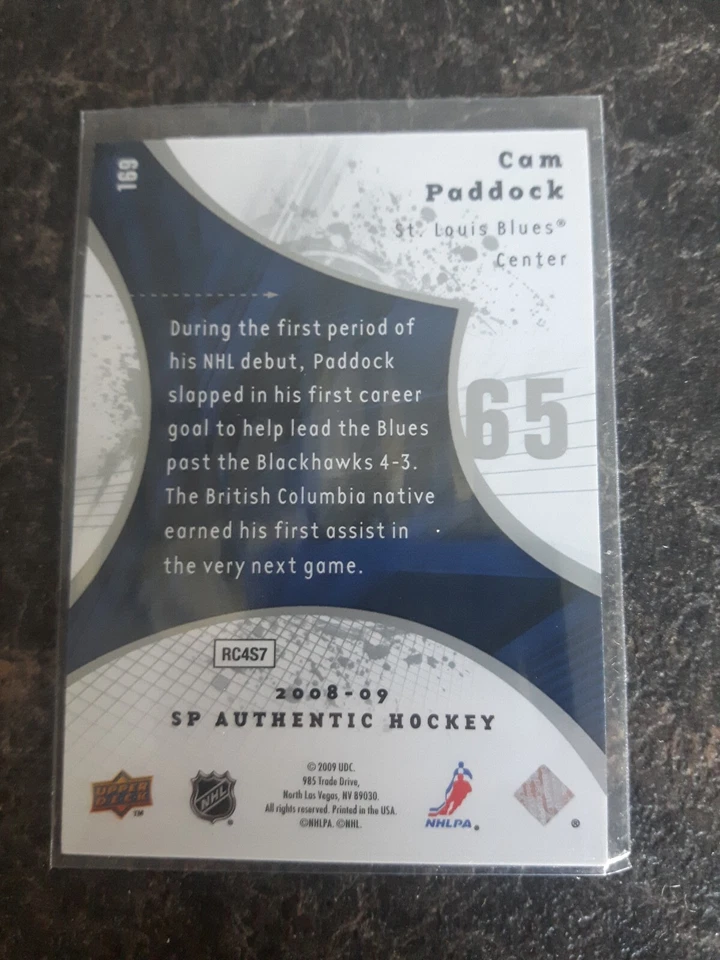 169
Cam
Paddock
St. Louis Blues®
Center
During the first period of
his NHL debut, Paddock
slapped in his first career
goal to help lead the Blues
past the Blackhawks 4-3.
The British Columbia native
earned his first assist in
the very next game.
65
RC4S7
2008-09
SP AUTHENTIC HOCKEY
UPPER
DECK
TM
NHL
®
© 2009 UDC.
985 Trade Drive,
North Las Vegas, NV 89030.
All rights reserved. Printed in the USA.
©NHLPA. ©NHL.
NHLPA®
®